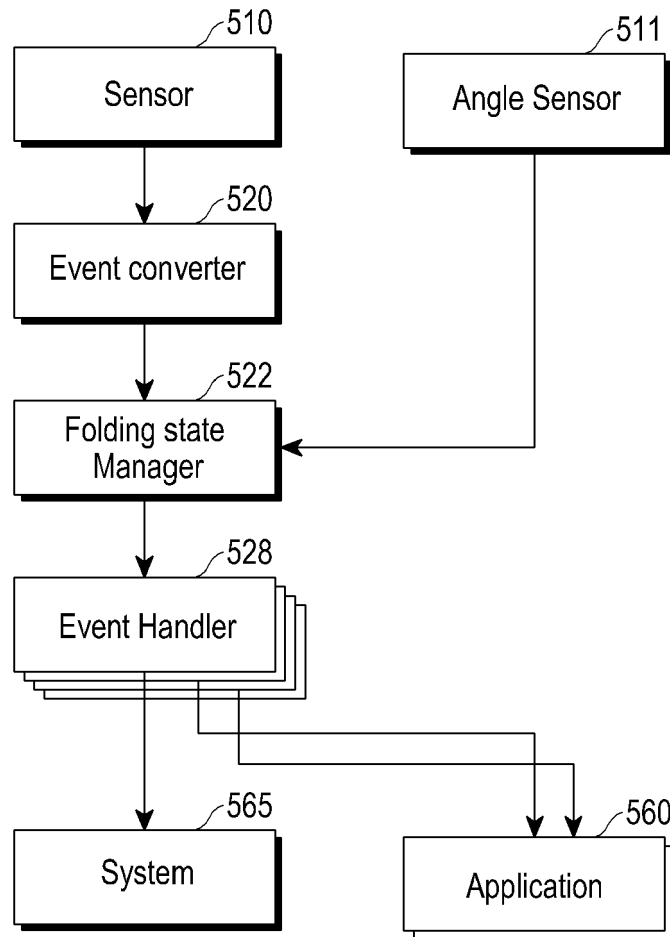 510
Sensor
511
Angle Sensor
520
Event converter
522
Folding state
Manager
528
Event Handler
565
System
560
Application